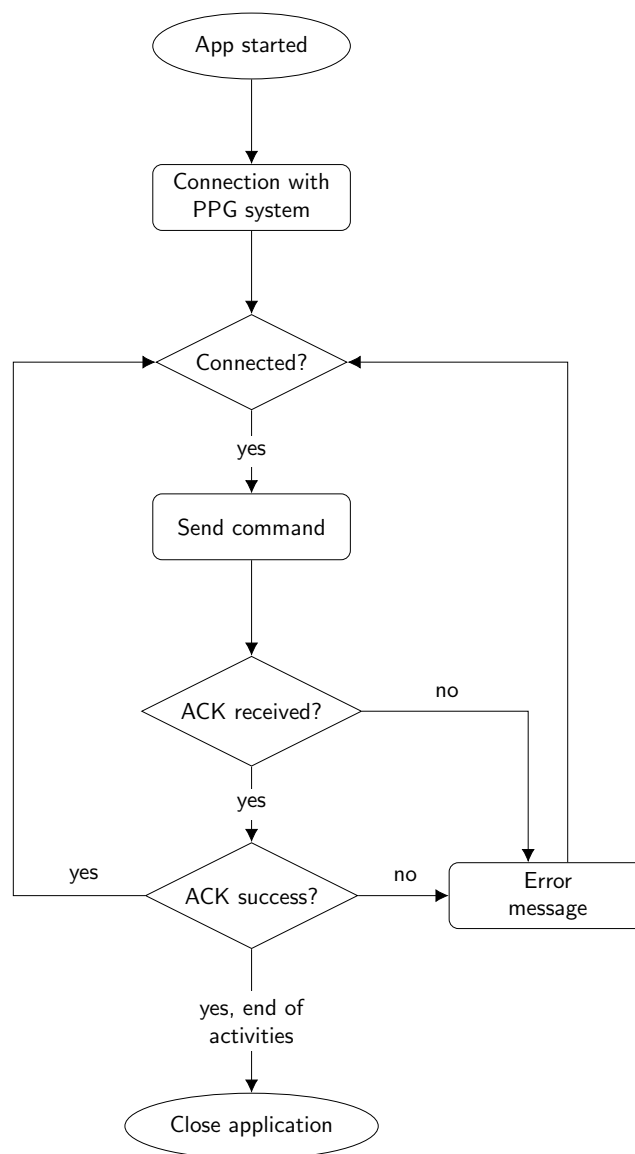 App started
Connection with
PPG system
Connected?
yes
Send command
ACK received?
no
yes
yes
ACK success?
no
Error
message
yes, end of
activities
Close application